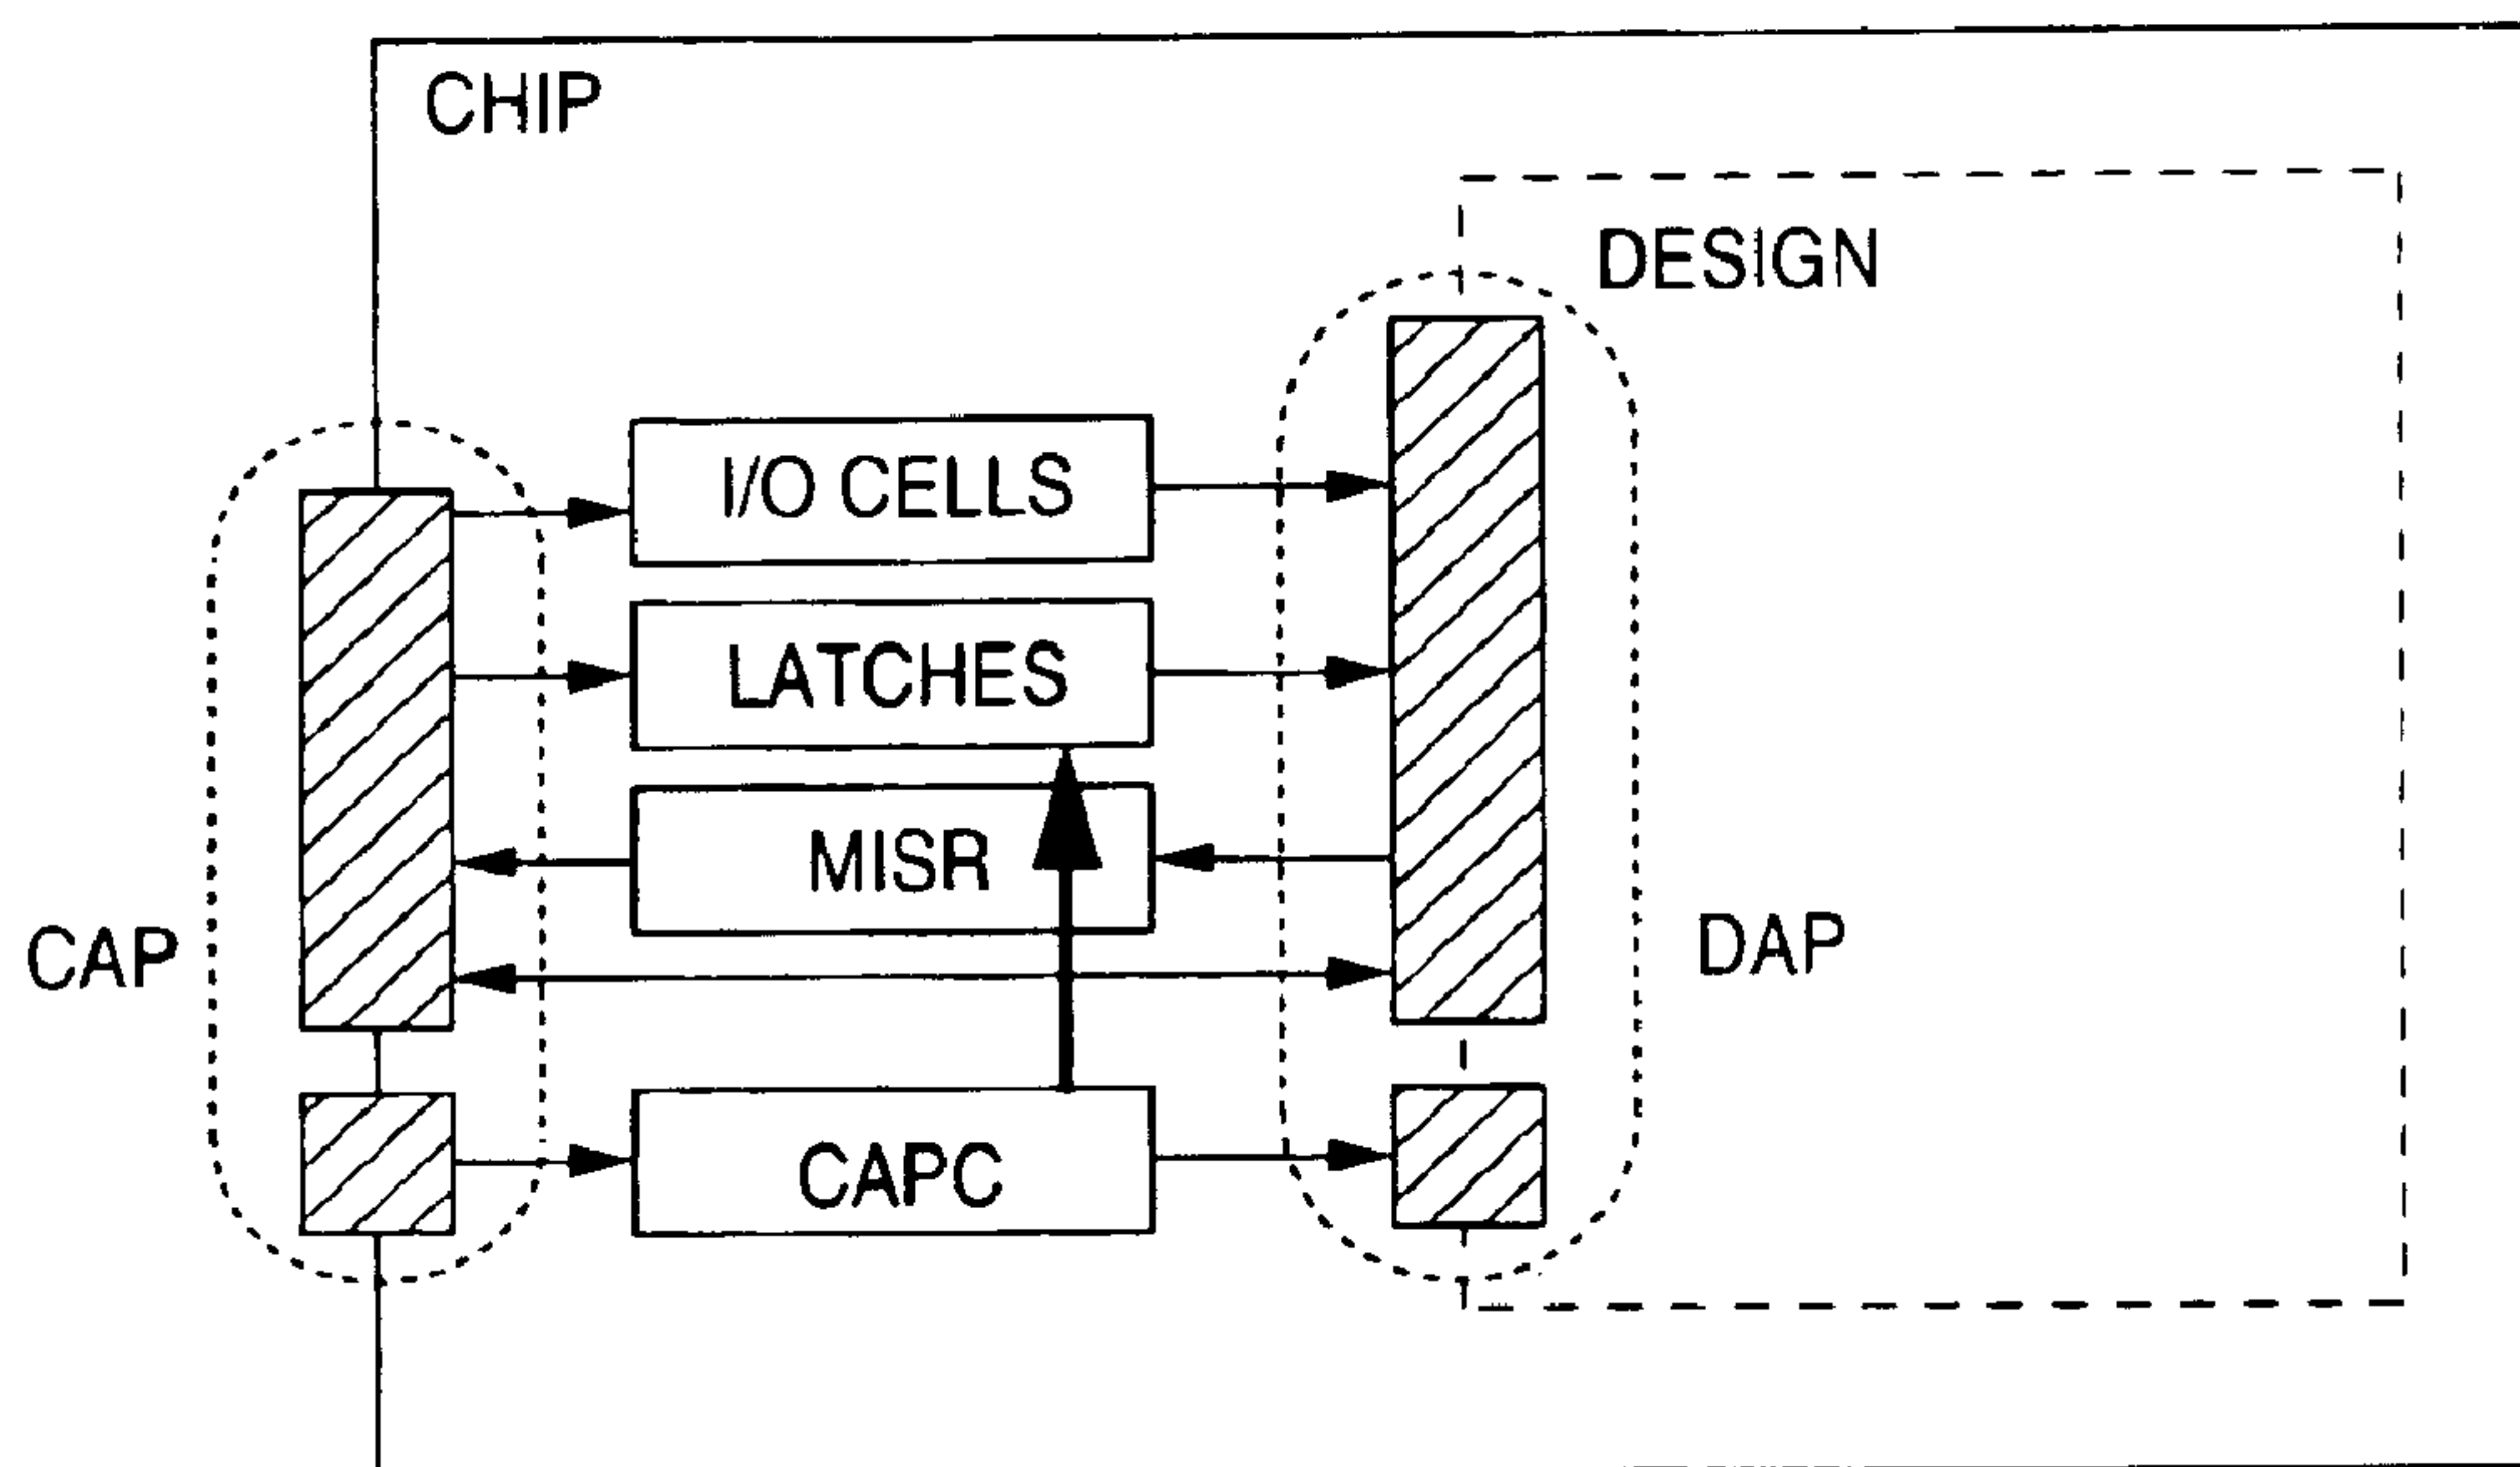 CHIP
DESIGN
I/O CELLS
LATCHES
MISR
CAP
DAP
CAPC